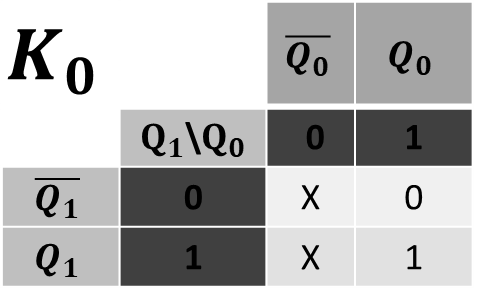 K₀ Q̅₀ Q₀
Q₁\Q₀ 0 1
Q̅₁ 0 X 0
Q₁ 1 X 1